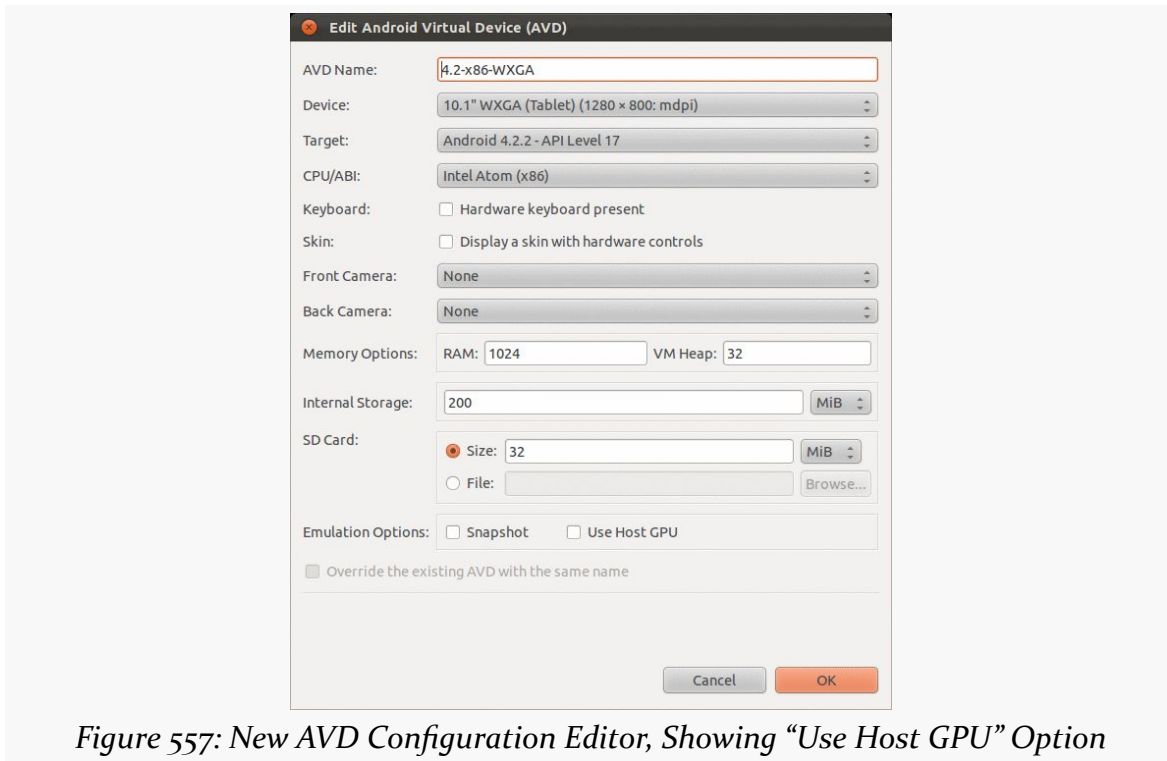 Edit Android Virtual Device (AVD)
AVD Name: 4.2-x86-WXGA
Device: 10.1" WXGA (Tablet) (1280 × 800: mdpi)
Target: Android 4.2.2 - API Level 17
CPU/ABI: Intel Atom (x86)
Keyboard: Hardware keyboard present
Skin: Display a skin with hardware controls
Front Camera: None
Back Camera: None
Memory Options: RAM: 1024 VM Heap: 32
Internal Storage: 200 MiB
SD Card:
Size: 32 MiB
File: Browse...
Emulation Options: Snapshot Use Host GPU
Override the existing AVD with the same name
Cancel OK
Figure 557: New AVD Configuration Editor, Showing “Use Host GPU” Option